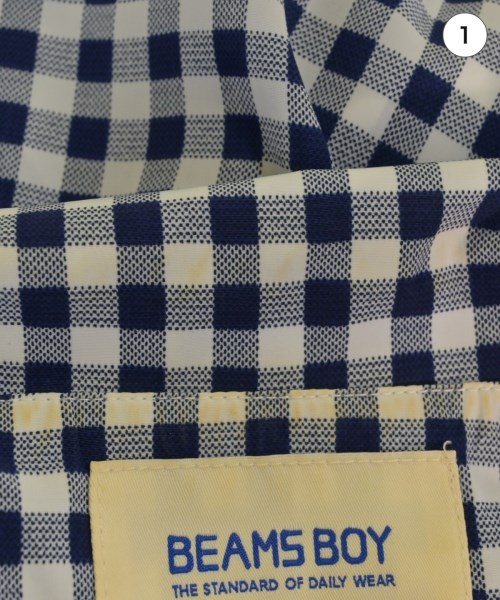 1
BEAMS BOY
THE STANDARD OF DAILY WEAR